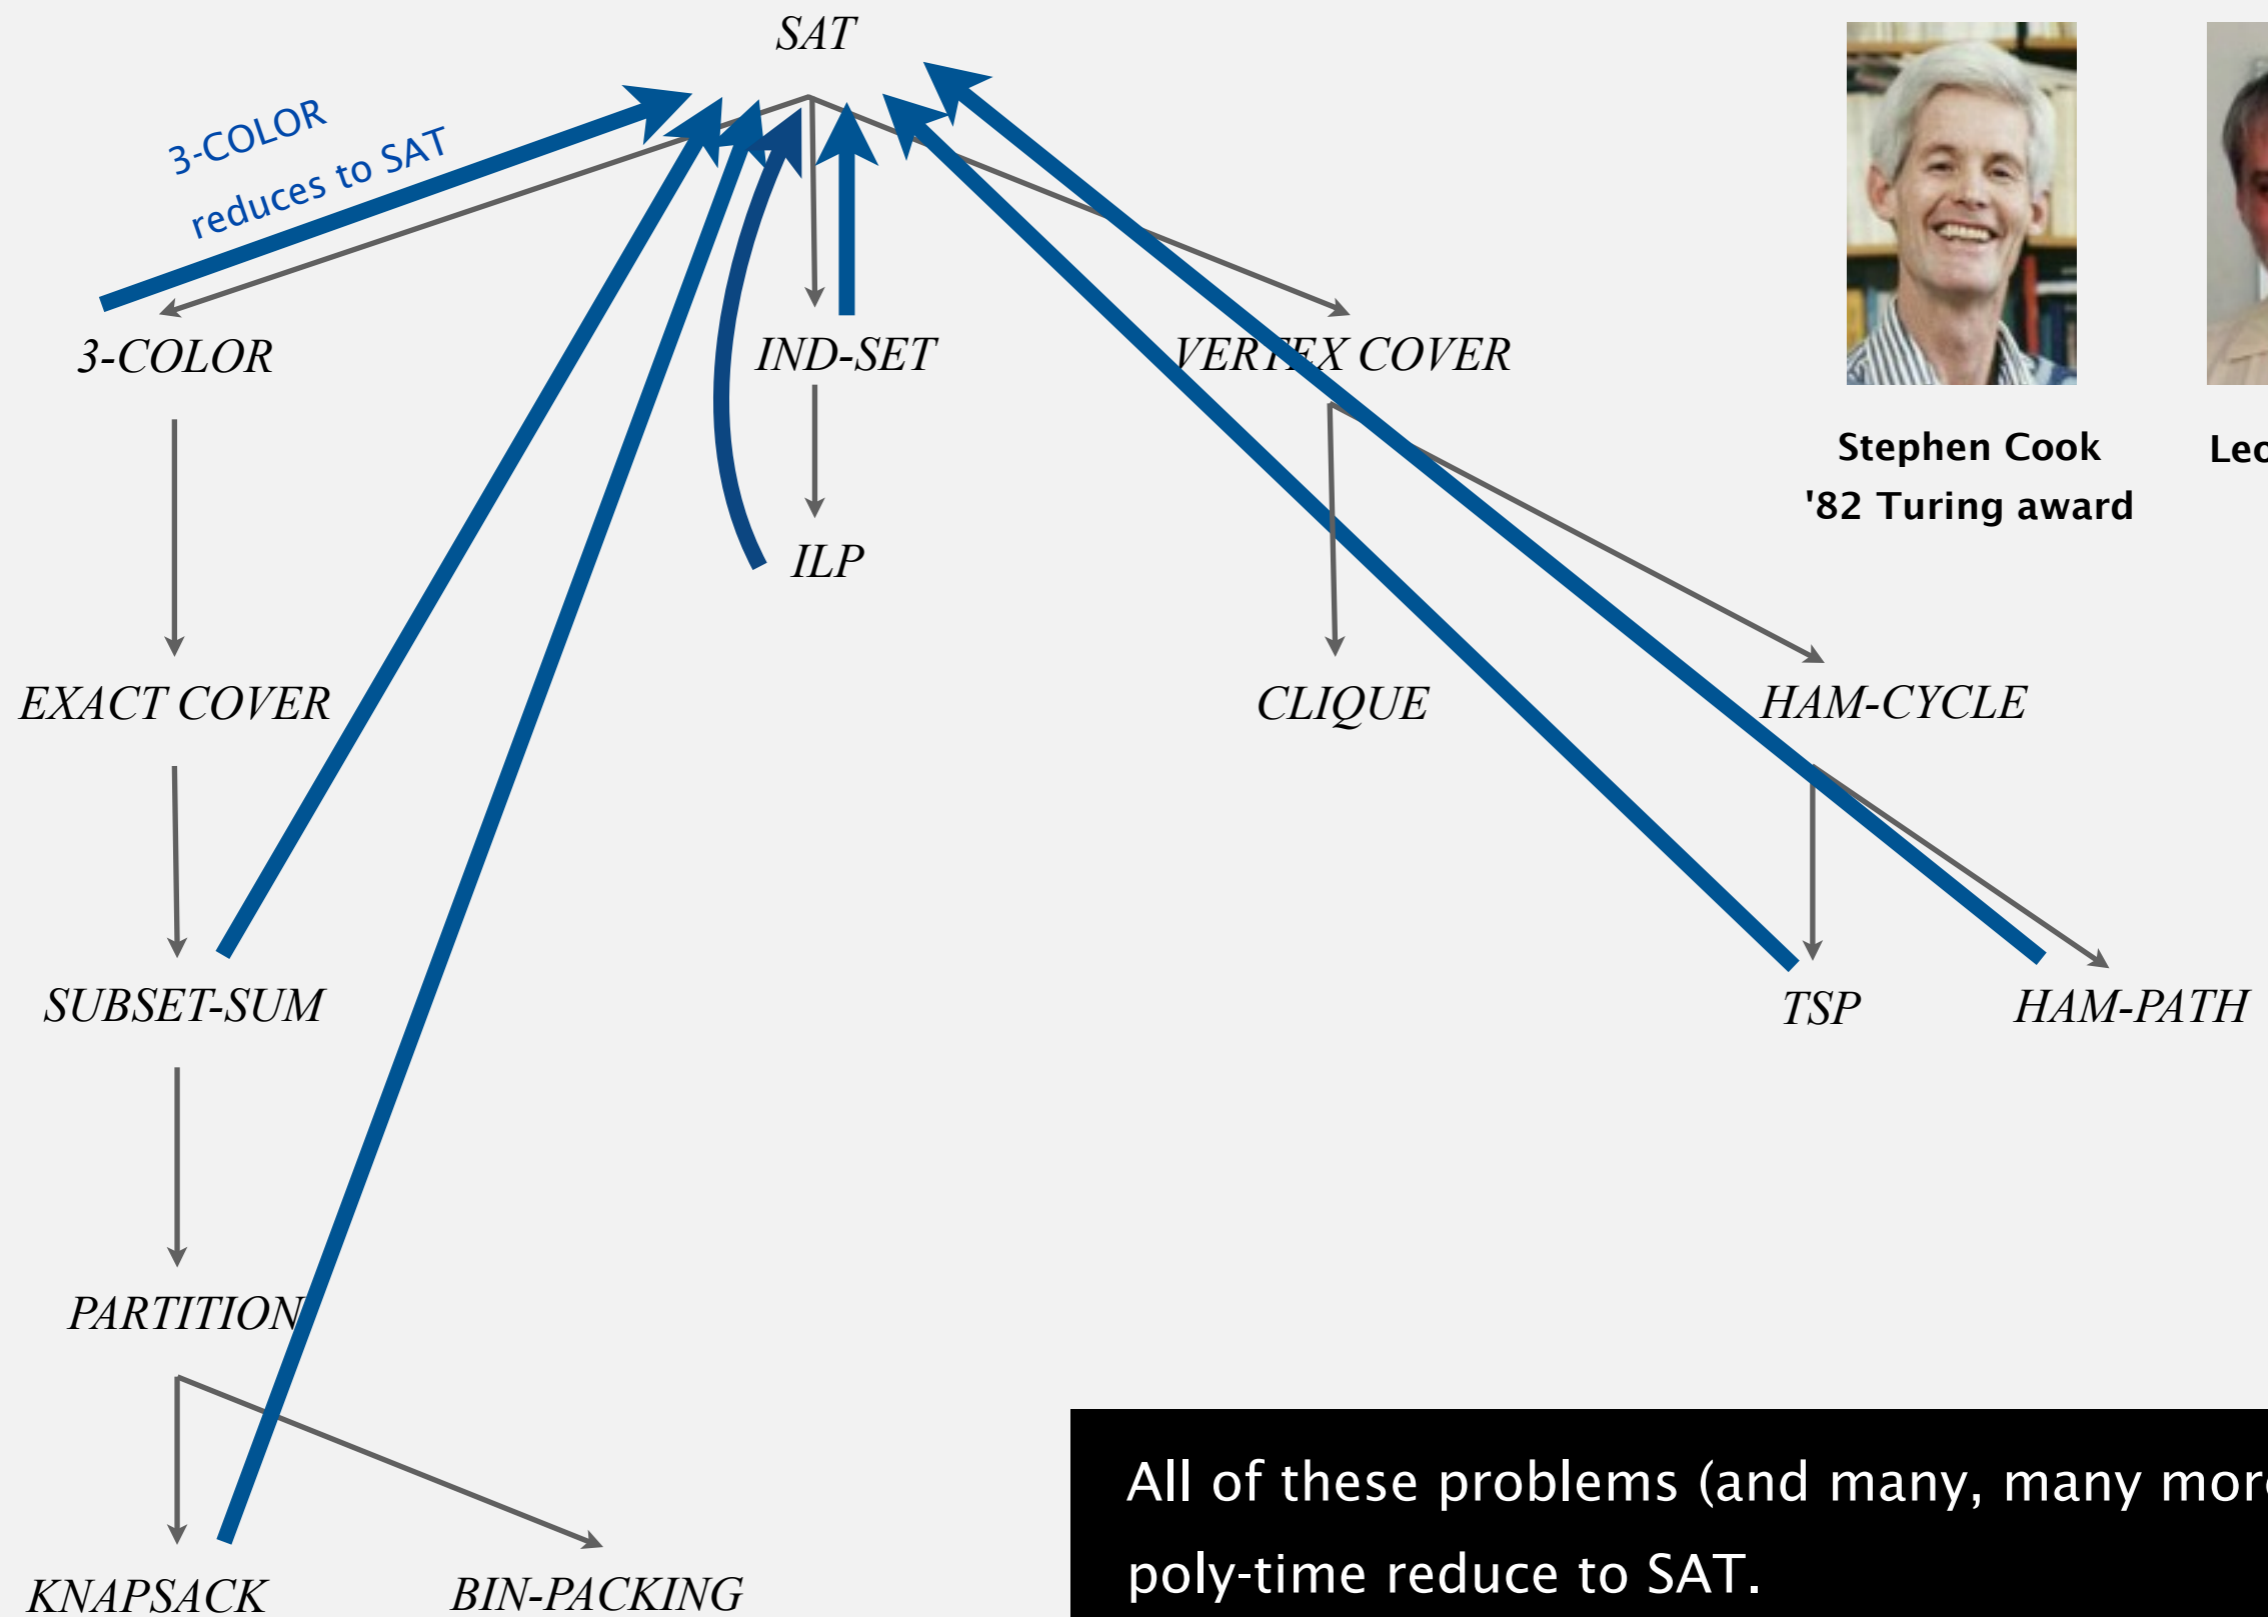 SAT
3-COLOR
reduces to SAT
3-COLOR
IND-SET
VERTEX COVER
Stephen Cook
'82 Turing award
ILP
EXACT COVER
CLIQUE
HAM-CYCLE
SUBSET-SUM
TSP
HAM-PATH
PARTITION
All of these problems (and many, many
poly-time reduce to SAT.
KNAPSACK
BIN-PACKING